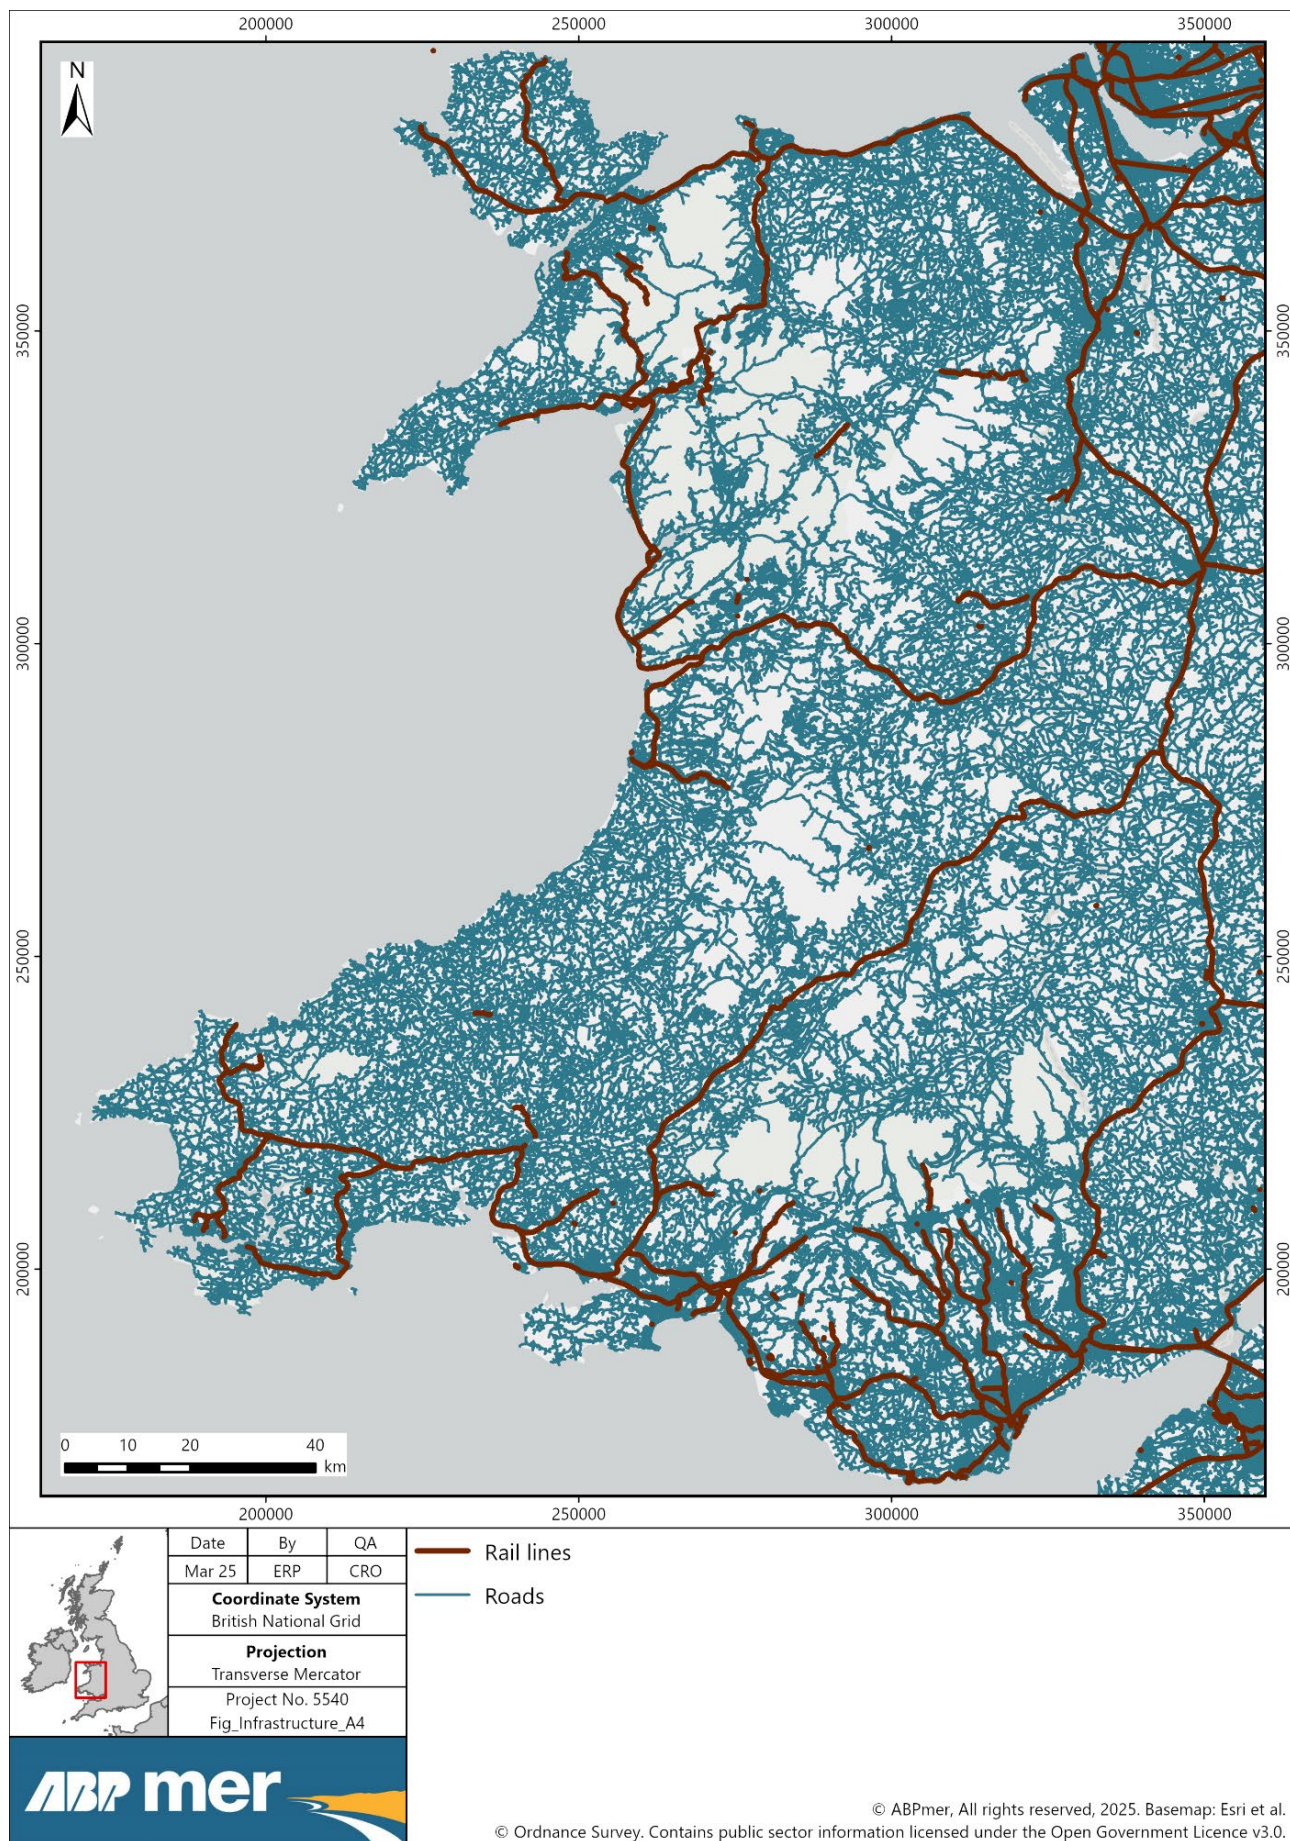 200000 250000 300000 350000
N
350000 350000
300000 300000
250000 250000
200000 200000
0 10 20 40
km
200000 250000 300000 350000
Date By QA
Mar 25 ERP CRO
Coordinate System
British National Grid
Projection
Transverse Mercator
Project No. 5540
Fig_Infrastructure_A4
ABPmer
Rail lines
Roads
© ABPmer, All rights reserved, 2025. Basemap: Esri et al.
© Ordnance Survey. Contains public sector information licensed under the Open Government Licence v3.0.